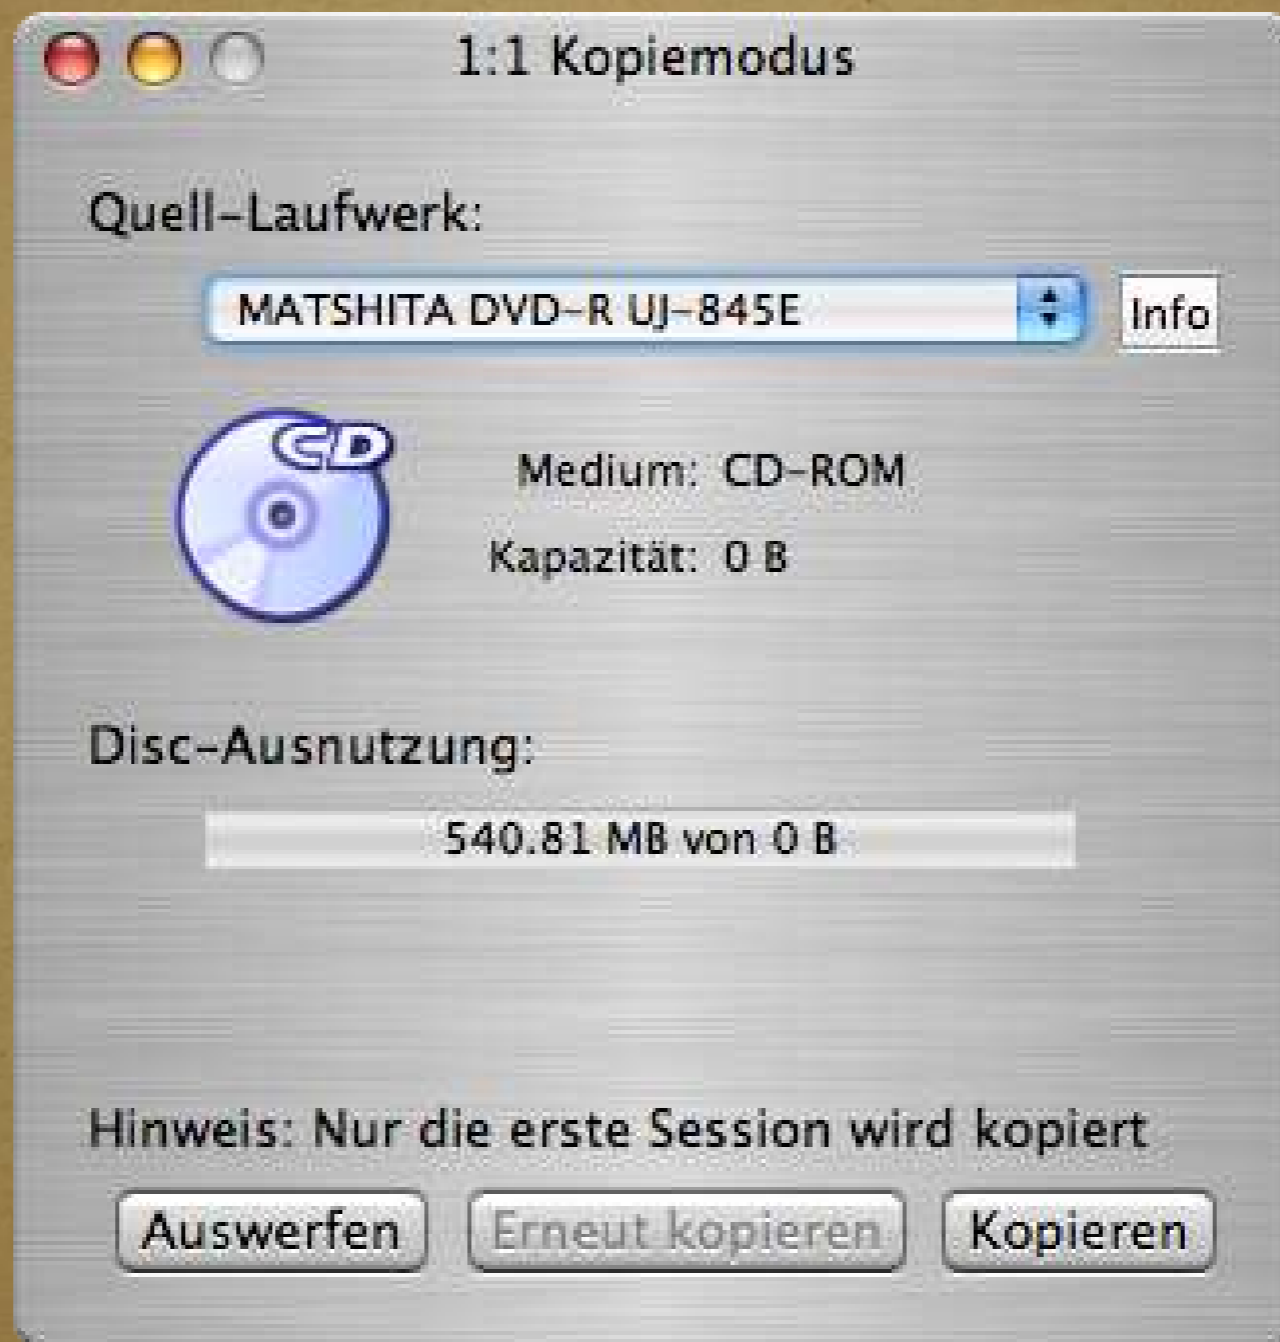 1:1 Kopiemodus
Quell-Laufwerk:
MATSHITA DVD-R UJ-845E Info
CD
Medium: CD-ROM
Kapazität: 0 B
Disc-Ausnutzung:
540.81 MB von 0 B
Hinweis: Nur die erste Session wird kopiert
Auswerfen Erneut kopieren Kopieren